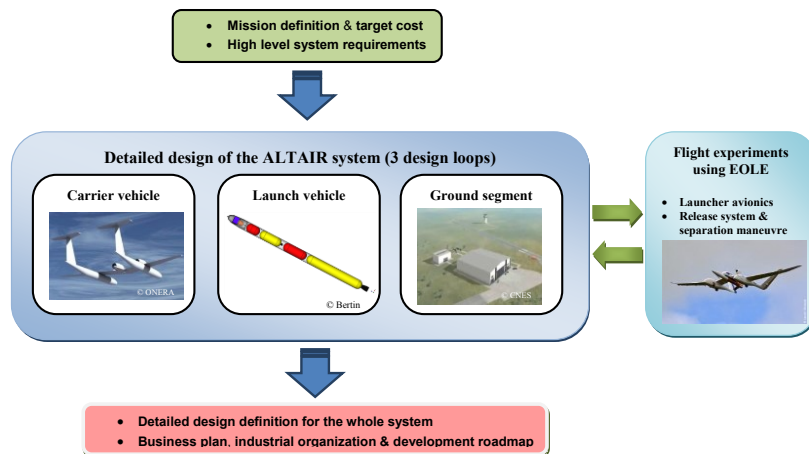 Mission definition & target cost
High level system requirements
Detailed design of the ALTAIR system (3 design loops)
Carrier vehicle
© ONERA
Launch vehicle
© Bertin
Ground segment
© CNES
Flight experiments
using EOLE
Launcher avionics
Release system &
separation maneuvre
Detailed design definition for the whole system
Business plan, industrial organization & development roadmap